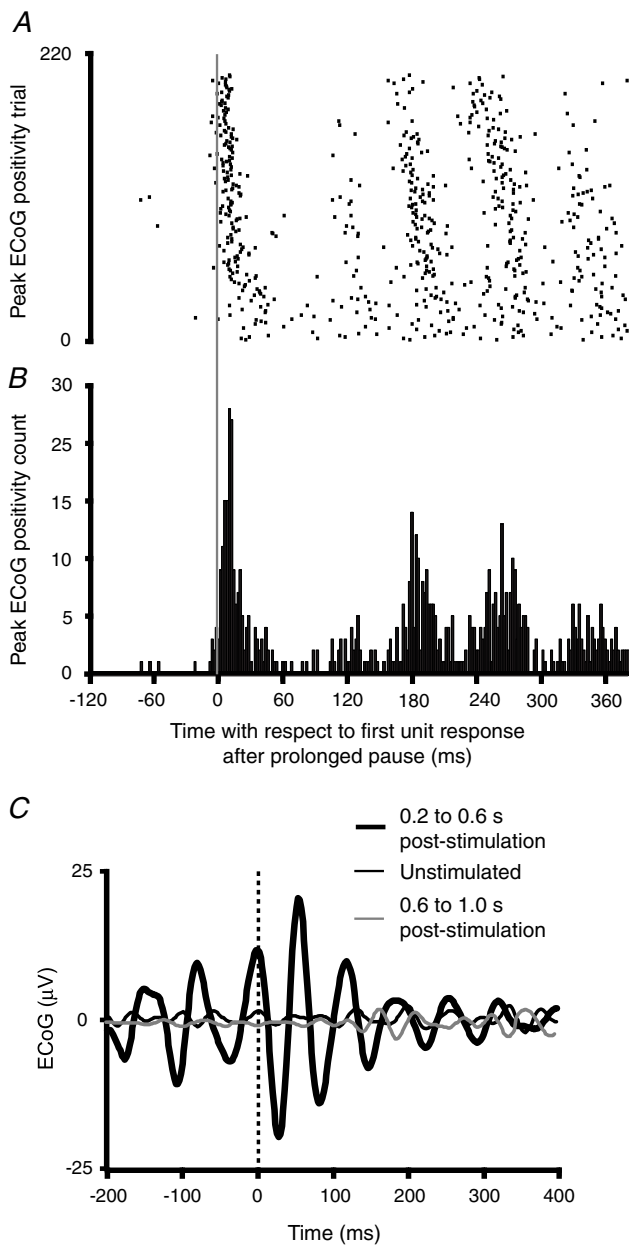 A
220
Peak ECoG positivity trial
0
B
30
25
15
10
5
0
Peak ECoG positivity count
-120 -60 0 60 120 180 240 300 360
Time with respect to first unit response
after prolonged pause (ms)
C
0.2 to 0.6 s
post-stimulation
Unstimulated
0.6 to 1.0 s
post-stimulation
25
0
-25
ECoG (μV)
-200 -100 0 100 200 300 400
Time (ms)